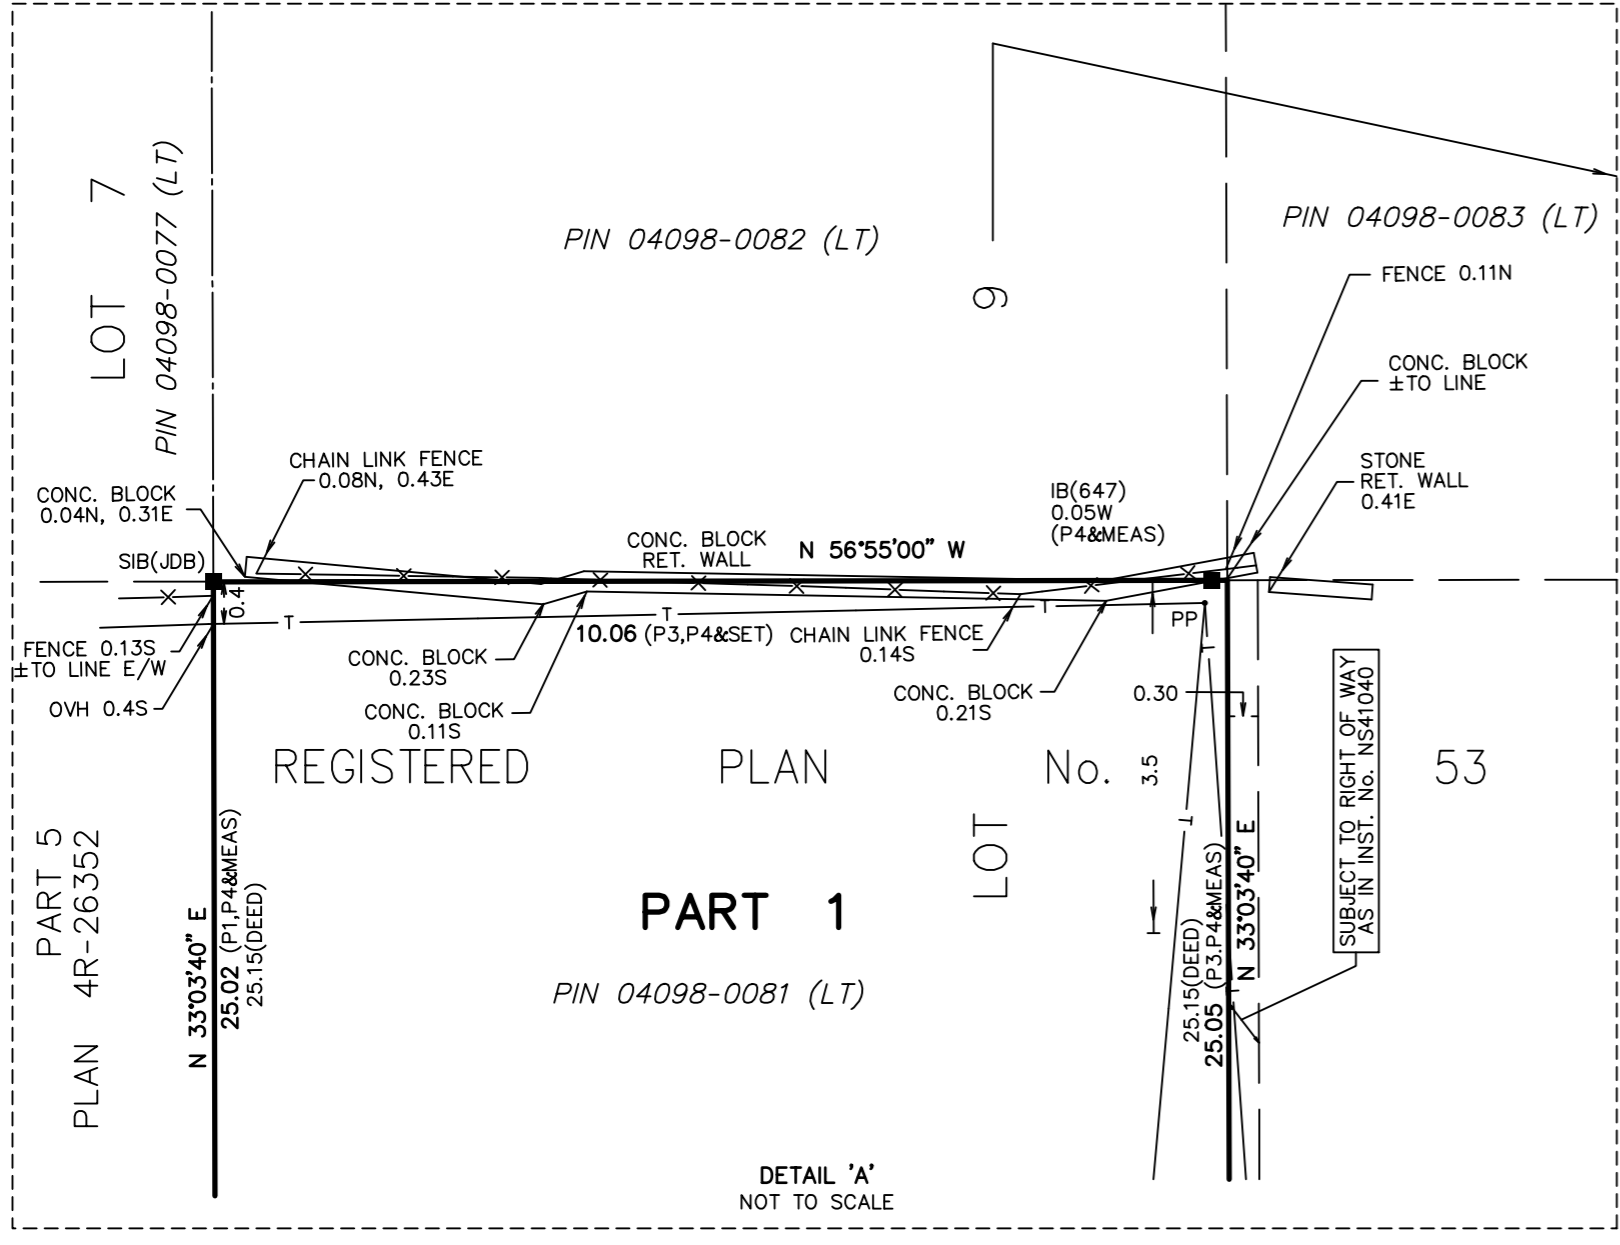 LOT 7
PIN 04098-0077 (LT)
PIN 04098-0082 (LT)
9
PIN 04098-0083 (LT)
FENCE 0.11N
CONC. BLOCK
±TO LINE
STONE
RET. WALL
0.41E
CHAIN LINK FENCE
0.08N, 0.43E
CONC. BLOCK
0.04N, 0.31E
SIB(JDB)
CONC. BLOCK
RET. WALL
N 56°55'00" W
IB(647)
0.05W
(P4&MEAS)
0.4
T
T
T
10.06 (P3,P4&SET)
PP
FENCE 0.13S
±TO LINE E/W
OVH 0.4S
CONC. BLOCK
0.23S
CONC. BLOCK
0.11S
CHAIN LINK FENCE
0.14S
CONC. BLOCK
0.21S
0.30
T
T
T
3.5
REGISTERED PLAN No. 53
LOT
SUBJECT TO RIGHT OF WAY
AS IN INST. No. NS41040
PART 5
PLAN 4R-26352
N 33°03'40" E
25.02 (P1,P4&MEAS)
25.15(DEED)
PART 1
PIN 04098-0081 (LT)
25.15(DEED)
25.05 (P3.P4&MEAS)
N 33°03'40" E
DETAIL 'A'
NOT TO SCALE